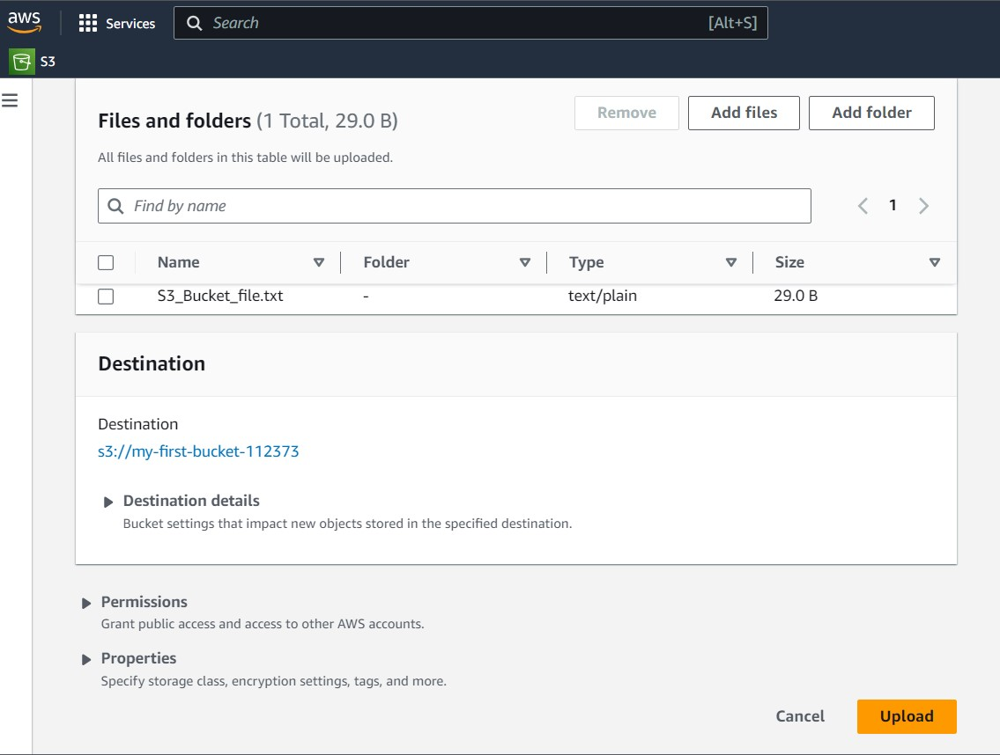 aws
Services
Search
[Alt+S]
S3
Files and folders (1 Total, 29.0 B)
Remove
Add files
Add folder
All files and folders in this table will be uploaded.
Find by name
1
Name Folder Type Size
S3_Bucket_file.txt - text/plain 29.0 B
Destination
Destination
s3://my-first-bucket-112373
Destination details
Bucket settings that impact new objects stored in the specified destination.
Permissions
Grant public access and access to other AWS accounts.
Properties
Specify storage class, encryption settings, tags, and more.
Cancel
Upload